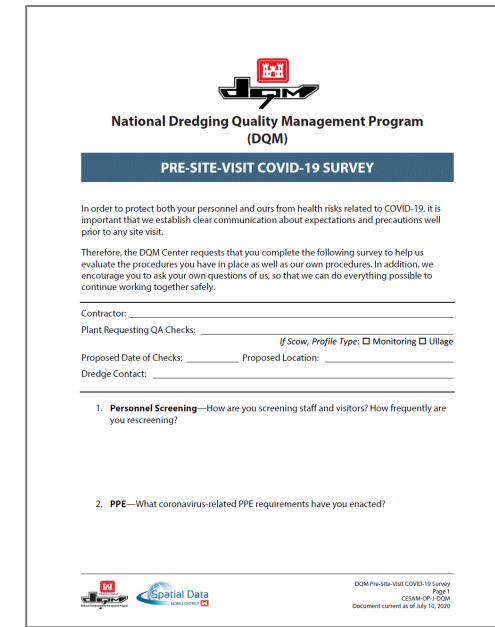 DQM
National Dredging Quality Management Program
(DQM)
PRE-SITE-VISIT COVID-19 SURVEY
In order to protect both your personnel and ours from health risks related to COVID-19, it is
important that we establish clear communication about expectations and precautions well
prior to any site visit.
Therefore, the DQM Center requests that you complete the following survey to help us
evaluate the procedures you have in place as well as our own procedures. In addition, we
encourage you to ask your own questions of us, so that we can do everything possible to
continue working together safely.
Contractor:
Plant Requesting QA Checks:
If Scow, Profile Type: ☐ Monitoring ☐ Ullage
Proposed Date of Checks: Proposed Location:
Dredge Contact:
1. Personnel Screening—How are you screening staff and visitors? How frequently are
you rescreening?
2. PPE—What coronavirus-related PPE requirements have you enacted?
DQM
Spatial Data
MOBILE DISTRICT
DQM Pre-Site-Visit COVID-19 Survey
Page 1
CESAM-OP-J-DQM
Document current as of July 10, 2020